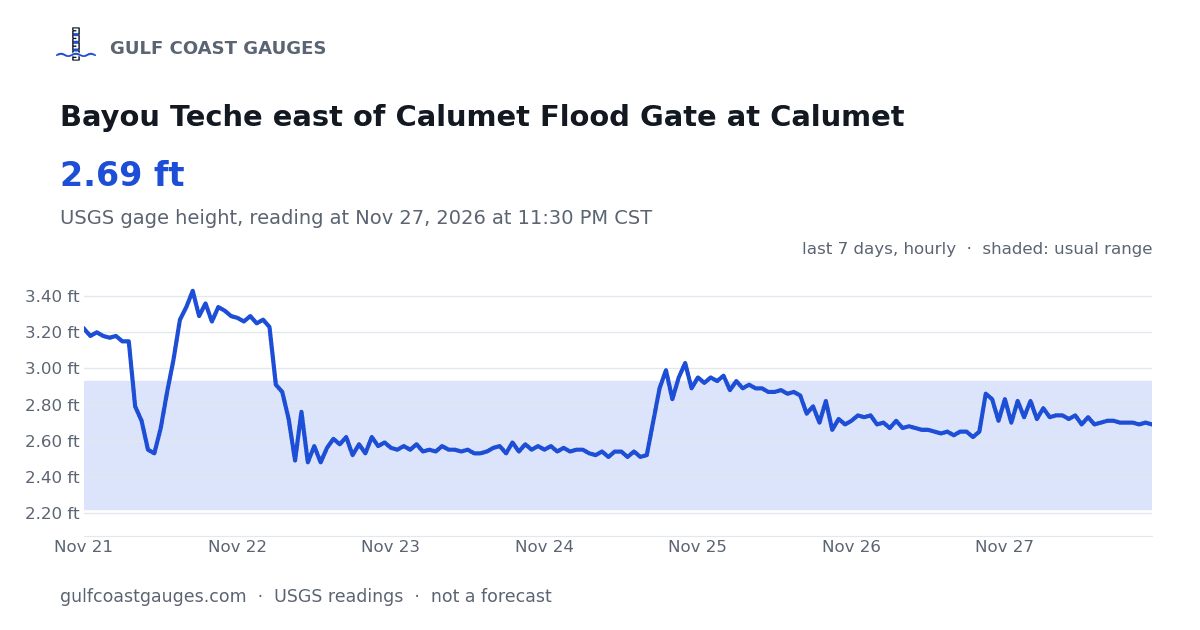 GULF COAST GAUGES
Bayou Teche east of Calumet Flood Gate at Calumet
2.69 ft
USGS gage height, reading at Nov 27, 2026 at 11:30 PM CST
last 7 days, hourly · shaded: usual range
3.40 ft
3.20 ft
3.00 ft
2.80 ft
2.60 ft
2.40 ft
2.20 ft
Nov 21 Nov 22 Nov 23 Nov 24 Nov 25 Nov 26 Nov 27
gulfcoastgauges.com · USGS readings · not a forecast